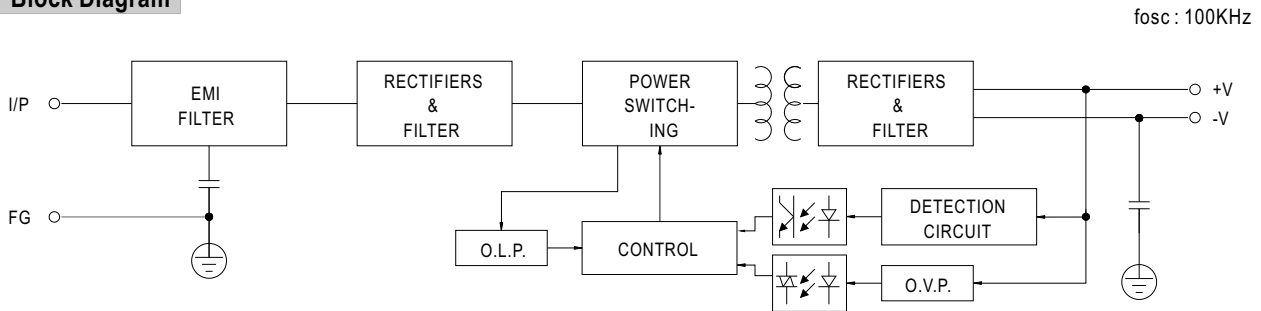 Block Diagram
fosc : 100KHz
I/P
EMI
FILTER
RECTIFIERS
&
FILTER
POWER
SWITCH-
ING
RECTIFIERS
&
FILTER
+V
-V
FG
O.L.P.
CONTROL
DETECTION
CIRCUIT
O.V.P.